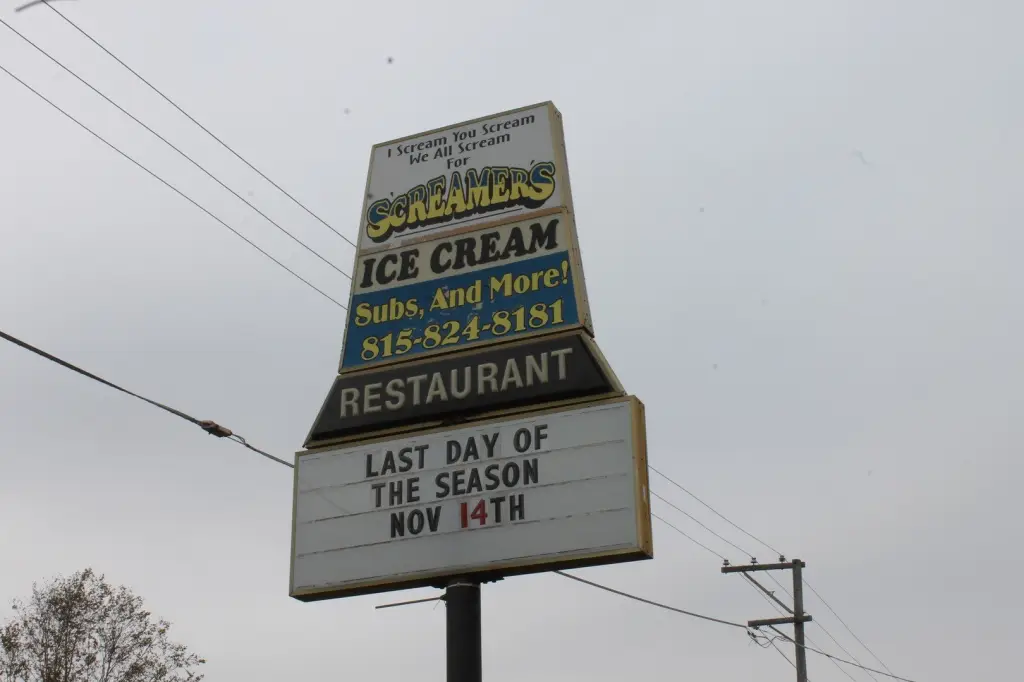 I Scream You Scream
We All Scream
For
SCREAMER'S
ICE CREAM
Subs, And More!
815-824-8181
RESTAURANT
LAST DAY OF
THE SEASON
NOV 14TH